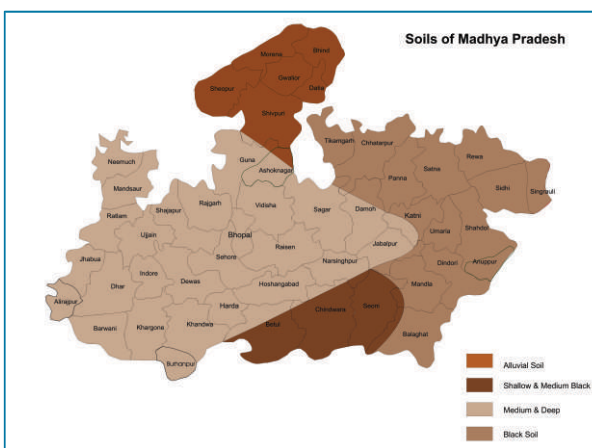 Soils of Madhya Pradesh
Morena
Bhind
Gwalior
Sheopur
Datia
Shivpuri
Tikamgarh
Chhatarpur
Rewa
Neemuch
Guna
Ashoknagar
Panna
Satna
Sidhi
Singrauli
Mandsaur
Rajgarh
Vidisha
Sagar
Damoh
Katni
Ratlam
Shajapur
Umaria
Shahdol
Ujjain
Bhopal
Jabalpur
Jhabua
Sehore
Raisen
Narsinghpur
Dindori
Anuppur
Indore
Dewas
Hoshangabad
Mandla
Dhar
Alirajpur
Harda
Seoni
Chindwara
Barwani
Khargone
Khandwa
Betul
Balaghat
Burhanpur
Alluvial Soil
Shallow & Medium Black
Medium & Deep
Black Soil